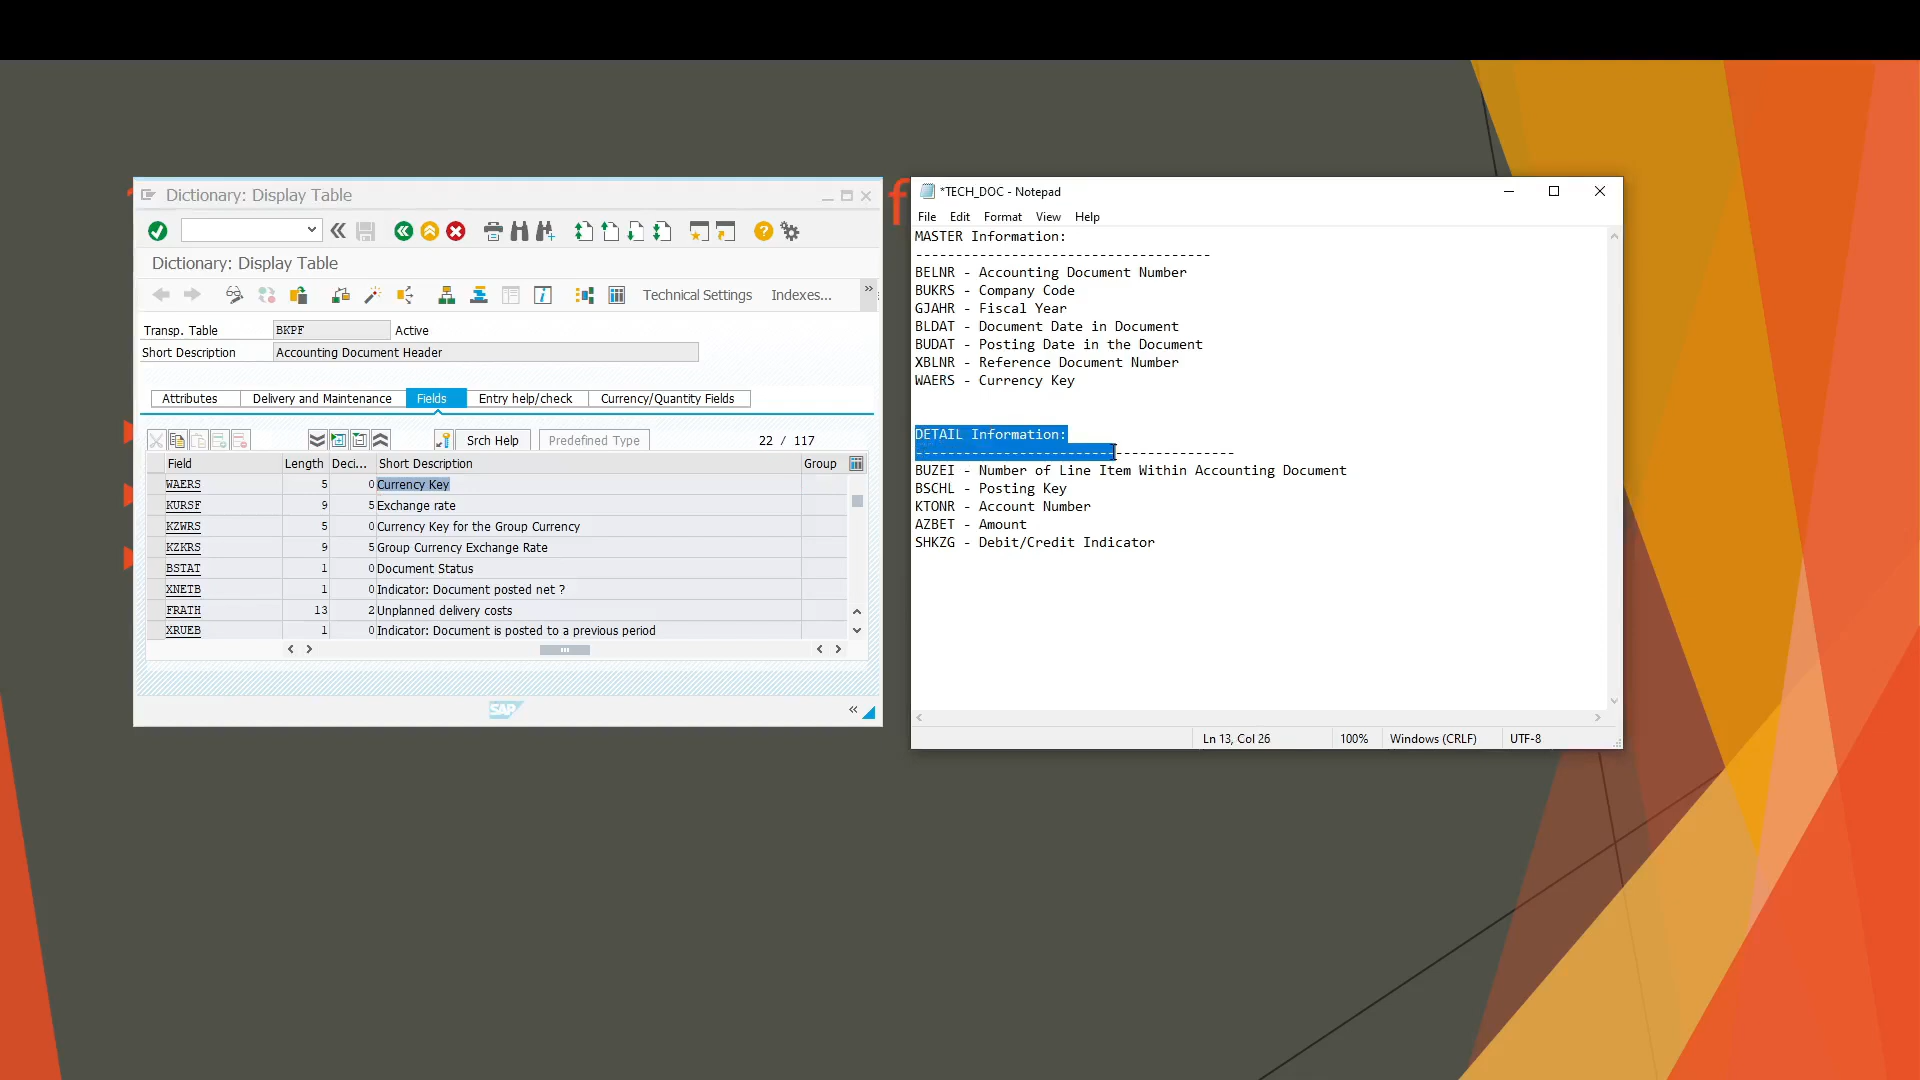 Dictionary: Display Table
Dictionary: Display Table
Technical Settings Indexes...
Transp. Table BKPF Active
Short Description Accounting Document Header
Attributes Delivery and Maintenance Fields Entry help/check Currency/Quantity Fields
Srch Help Predefined Type 22 / 117
Field Length Deci... Short Description Group
WAERS 5 0 Currency Key
KURSF 9 5 Exchange rate
KZWRS 5 0 Currency Key for the Group Currency
KZKRS 9 5 Group Currency Exchange Rate
BSTAT 1 0 Document Status
XNETB 1 0 Indicator: Document posted net ?
FRATH 13 2 Unplanned delivery costs
XRUEB 1 0 Indicator: Document is posted to a previous period
SAP
f
*TECH_DOC - Notepad
File Edit Format View Help
MASTER Information:
-------------------------------------
BELNR - Accounting Document Number
BUKRS - Company Code
GJAHR - Fiscal Year
BLDAT - Document Date in Document
BUDAT - Posting Date in the Document
XBLNR - Reference Document Number
WAERS - Currency Key
DETAIL Information:
----------------------------------------
BUZEI - Number of Line Item Within Accounting Document
BSCHL - Posting Key
KTONR - Account Number
AZBET - Amount
SHKZG - Debit/Credit Indicator
Ln 13, Col 26 100% Windows (CRLF) UTF-8